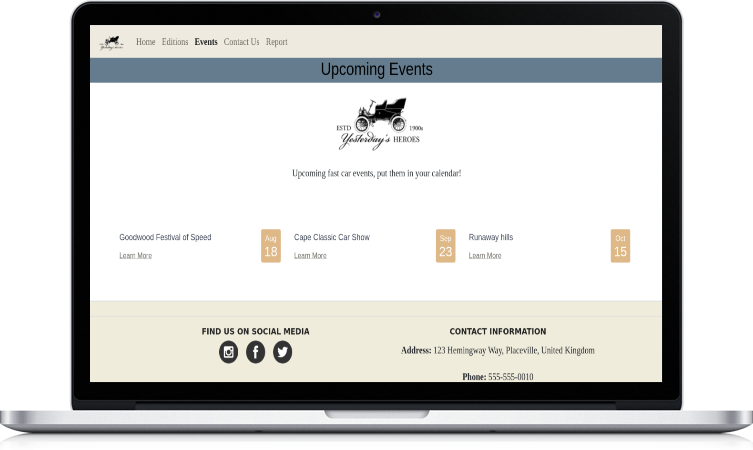 Home Editions Events Contact Us Report
Upcoming Events
ESTD 1900s
Yesterday's HEROES
Upcoming fast car events, put them in your calendar!
Goodwood Festival of Speed
Learn More
Aug
18
Cape Classic Car Show
Learn More
Sep
23
Runaway hills
Learn More
Oct
15
FIND US ON SOCIAL MEDIA
CONTACT INFORMATION
Address: 123 Hemingway Way, Placeville, United Kingdom
Phone: 555-555-0010